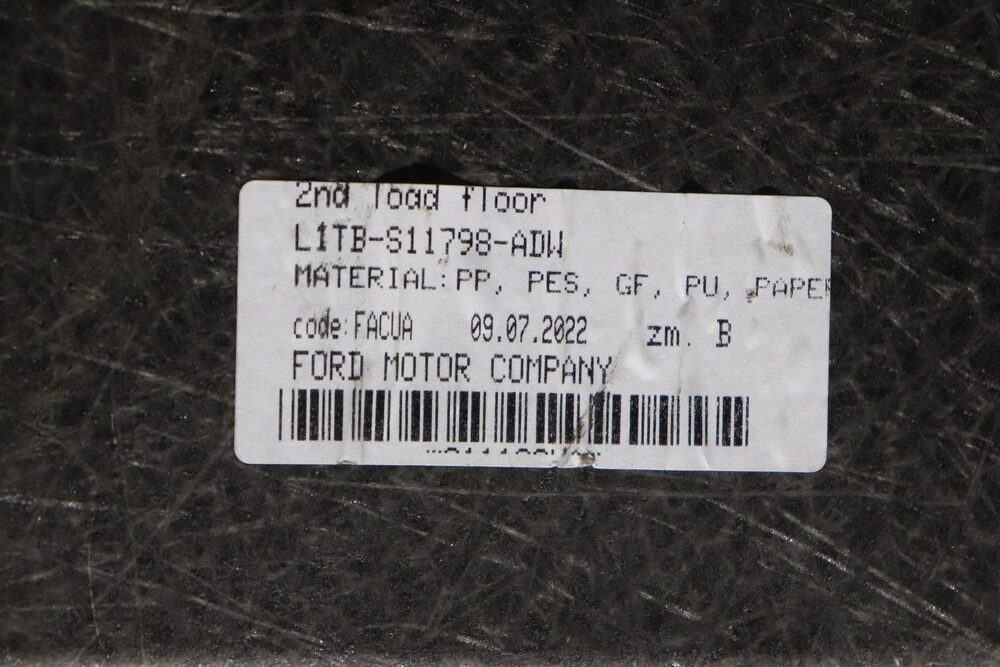 2nd load floor
L1TB-S11798-ADW
MATERIAL: PP, PES, GF, PU, PAPER
code: FACUA 09.07.2022 zm. B
FORD MOTOR COMPANY